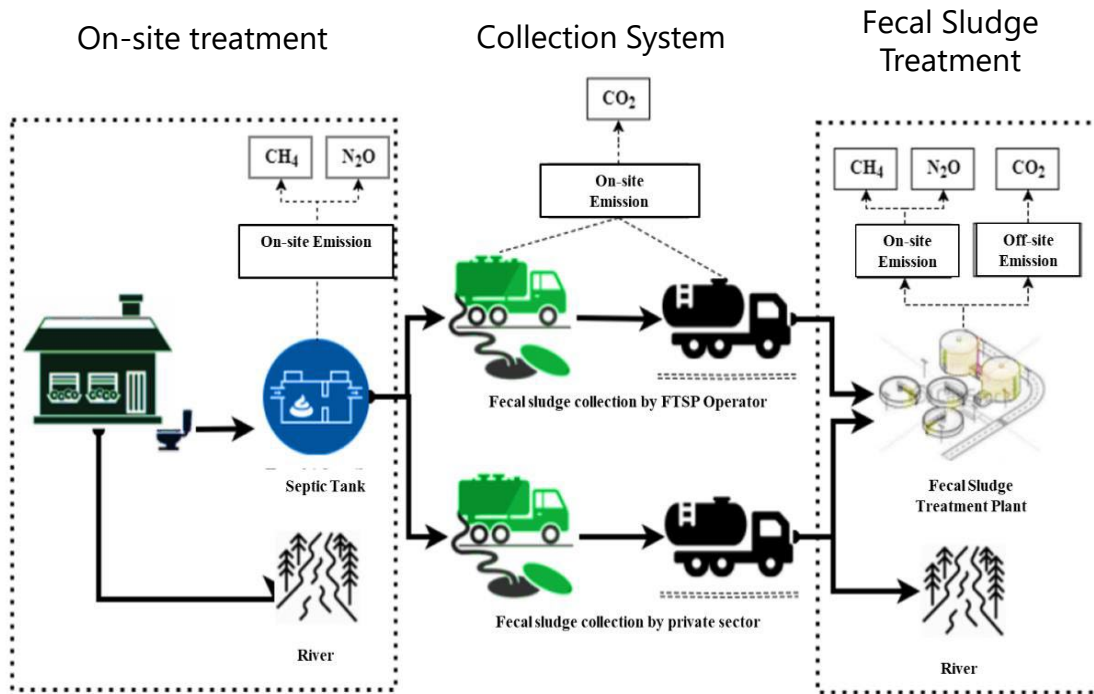 On-site treatment
Collection System
Fecal Sludge
Treatment
CH₄
N₂O
On-site Emission
Septic Tank
River
CO₂
On-site
Emission
Fecal sludge collection by FTSP Operator
Fecal sludge collection by private sector
CH₄
N₂O
CO₂
On-site
Emission
Off-site
Emission
Fecal Sludge
Treatment Plant
River